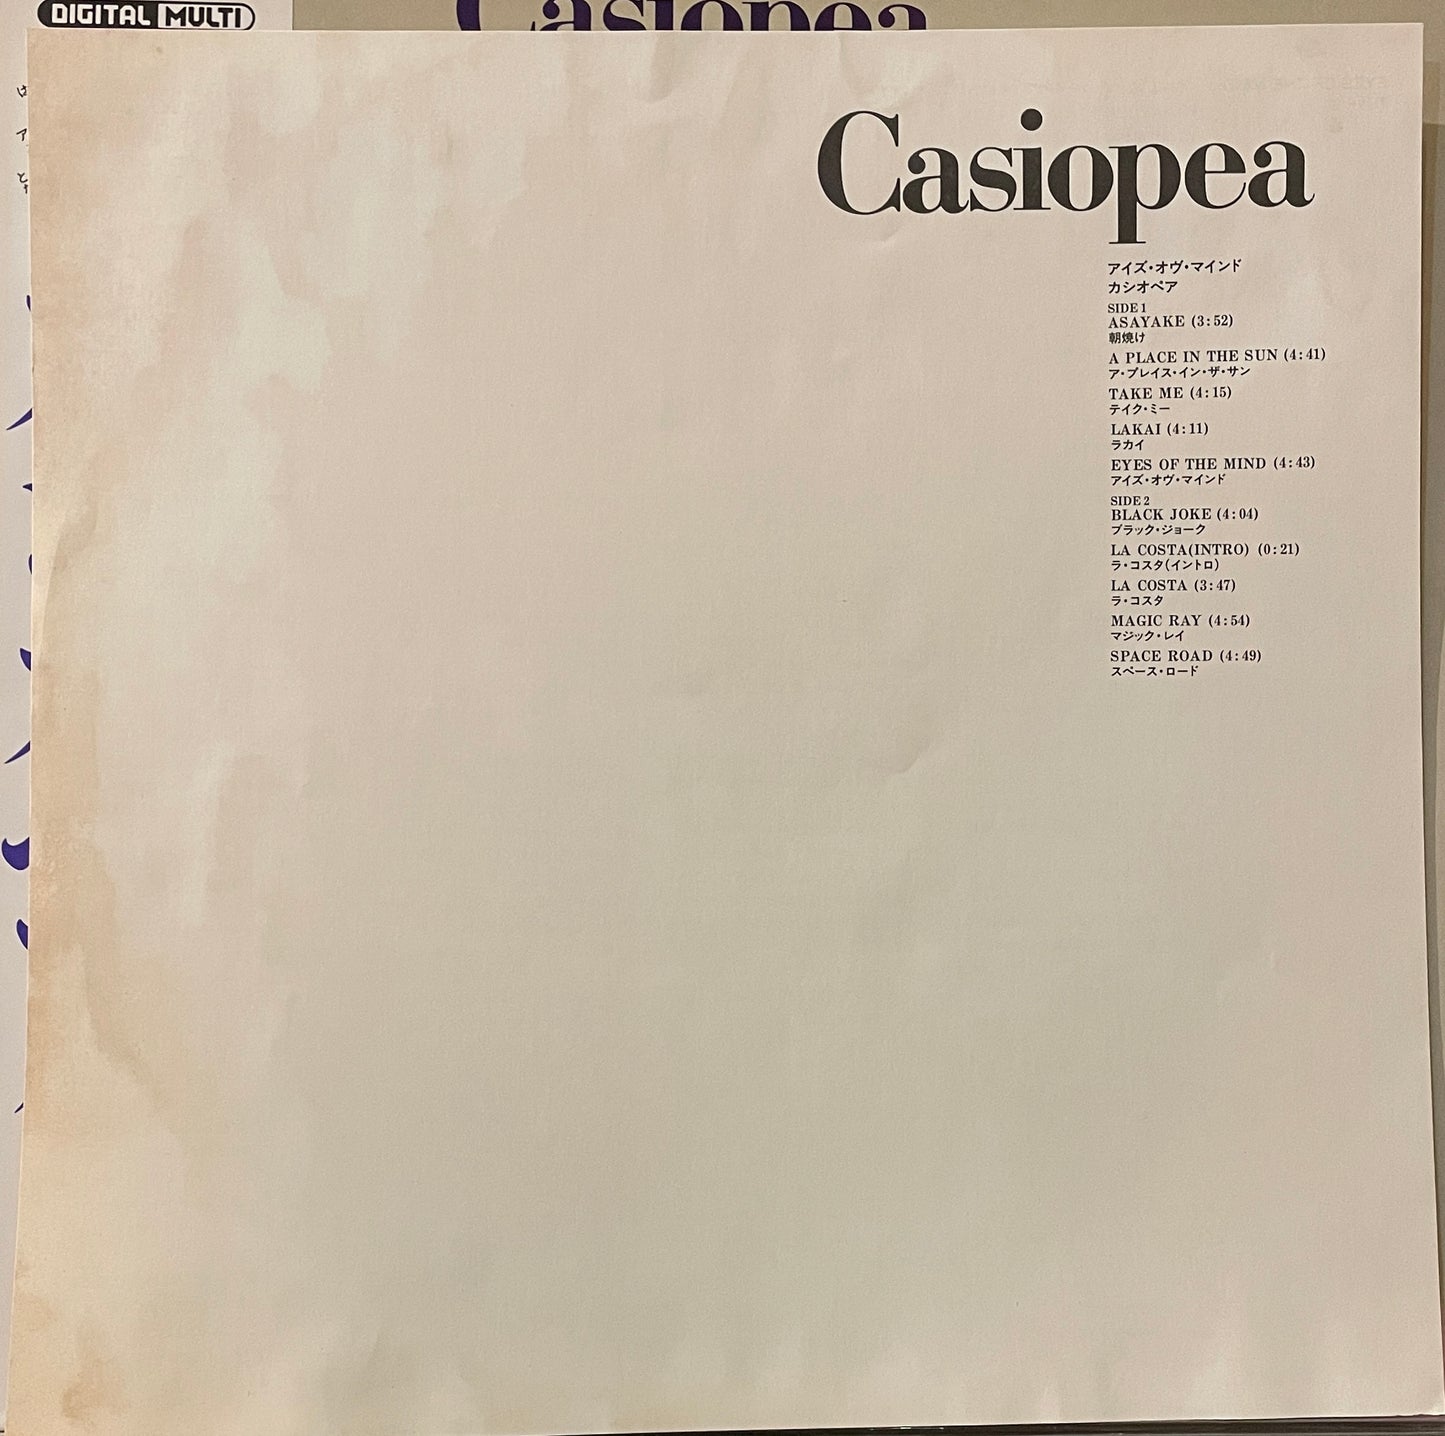 DIGITAL MULTI
Casiopea
は
ア
と
Casiopea
アイズ・オヴ・マインド
カシオペア
SIDE 1
ASAYAKE (3:52)
朝焼け
A PLACE IN THE SUN (4:41)
ア・プレイス・イン・ザ・サン
TAKE ME (4:15)
テイク・ミー
LAKAI (4:11)
ラカイ
EYES OF THE MIND (4:43)
アイズ・オヴ・マインド
SIDE 2
BLACK JOKE (4:04)
ブラック・ジョーク
LA COSTA(INTRO) (0:21)
ラ・コスタ(イントロ)
LA COSTA (3:47)
ラ・コスタ
MAGIC RAY (4:54)
マジック・レイ
SPACE ROAD (4:49)
スペース・ロード